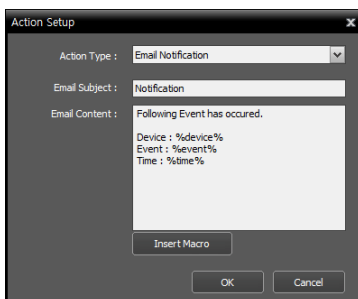 Action Setup x
Action Type : Email Notification
Email Subject : Notification
Email Content : Following Event has occured.
Device : %device%
Event : %event%
Time : %time%
Insert Macro
OK Cancel